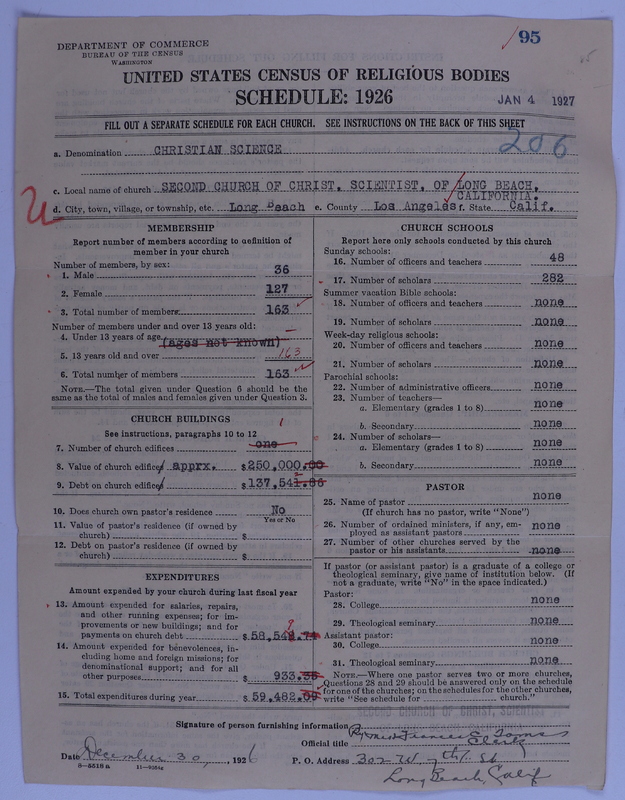 95
DEPARTMENT OF COMMERCE
BUREAU OF THE CENSUS
WASHINGTON
UNITED STATES CENSUS OF RELIGIOUS BODIES
SCHEDULE: 1926
JAN 4 1927
FILL OUT A SEPARATE SCHEDULE FOR EACH CHURCH. SEE INSTRUCTIONS ON THE BACK OF THIS SHEET
206
a. Denomination CHRISTIAN SCIENCE
c. Local name of church SECOND CHURCH OF CHRIST, SCIENTIST, OF LONG BEACH,
CALIFORNIA.
d. City, town, village, or township, etc. Long Beach e. County Los Angeles f. State Calif.
MEMBERSHIP
Report number of members according to definition of
member in your church
Number of members, by sex:
1. Male 36
2. Female 127
3. Total number of members 163
Number of members under and over 13 years old:
4. Under 13 years of age (ages not known)
5. 13 years old and over 163
6. Total number of members 163
NOTE.—The total given under Question 6 should be the
same as the total of males and females given under Question 3.
CHURCH BUILDINGS
See instructions, paragraphs 10 to 12
1
7. Number of church edifices one
8. Value of church edifices apprx. $250,000.00
9. Debt on church edifices $137,541.86
10. Does church own pastor's residence No
Yes or No
11. Value of pastor's residence (if owned by
church) $
12. Debt on pastor's residence (if owned by
church) $
EXPENDITURES
Amount expended by your church during last fiscal year
13. Amount expended for salaries, repairs,
and other running expenses; for im-
provements or new buildings; and for
payments on church debt $58,548.74
14. Amount expended for benevolences, in-
cluding home and foreign missions; for
denominational support; and for all
other purposes $ 933.35
15. Total expenditures during year $59,482.09
CHURCH SCHOOLS
Report here only schools conducted by this church
Sunday schools:
16. Number of officers and teachers 48
17. Number of scholars 282
Summer vacation Bible schools:
18. Number of officers and teachers none
19. Number of scholars none
Week-day religious schools:
20. Number of officers and teachers none
21. Number of scholars none
Parochial schools:
22. Number of administrative officers none
23. Number of teachers—
a. Elementary (grades 1 to 8) none
b. Secondary none
24. Number of scholars—
a. Elementary (grades 1 to 8) none
b. Secondary none
PASTOR
25. Name of pastor none
(If church has no pastor, write "None")
26. Number of ordained ministers, if any, em-
ployed as assistant pastors none
27. Number of other churches served by the
pastor or his assistants none
If pastor (or assistant pastor) is a graduate of a college or
theological seminary, give name of institution below. (If
not a graduate, write "No" in the space indicated.)
Pastor:
28. College none
29. Theological seminary none
Assistant pastor:
30. College none
31. Theological seminary none
NOTE.—Where one pastor serves two or more churches,
Questions 28 and 29 should be answered only on the schedule
for one of the churches; on the schedules for the other churches,
write "See schedule for church."
SECOND CHURCH OF CHRIST, SCIENTIST
Signature of person furnishing information Frances E. Toms
Official title Clerk
Date December 30, 1926 P. O. Address 302 W 7th St
8-5518a 11-9284c
Long Beach, Calif